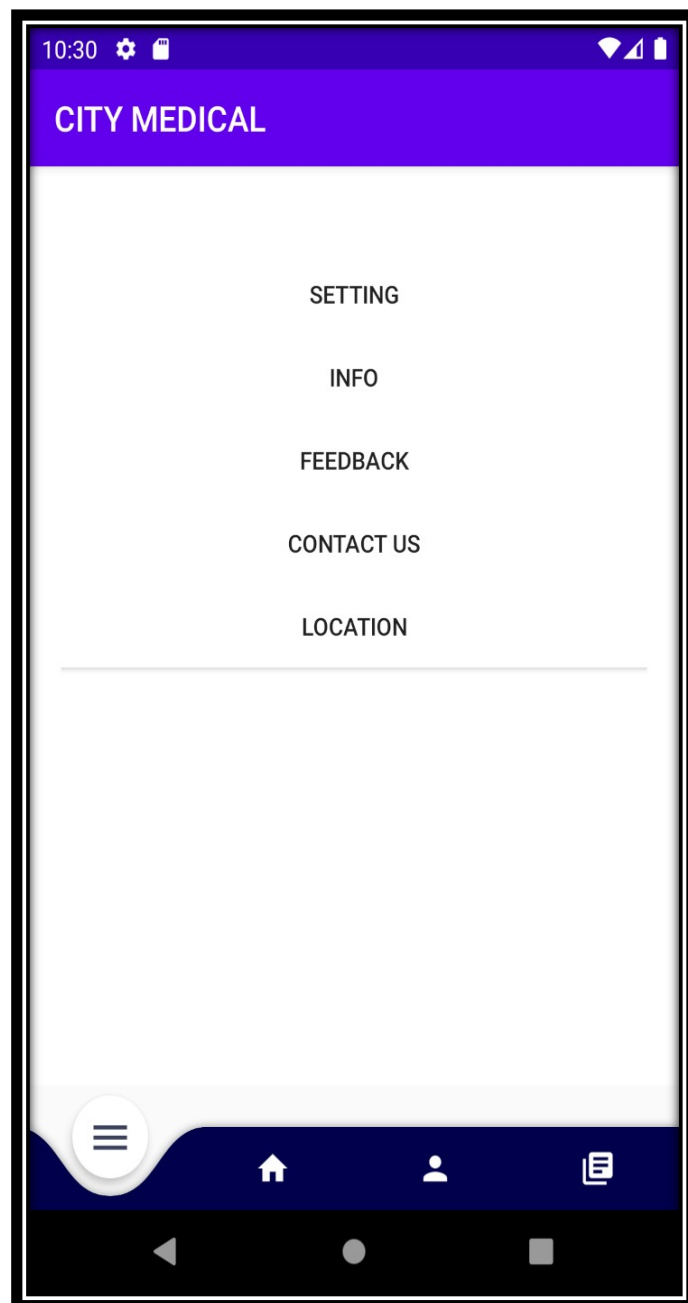 10:30
CITY MEDICAL
SETTING
INFO
FEEDBACK
CONTACT US
LOCATION